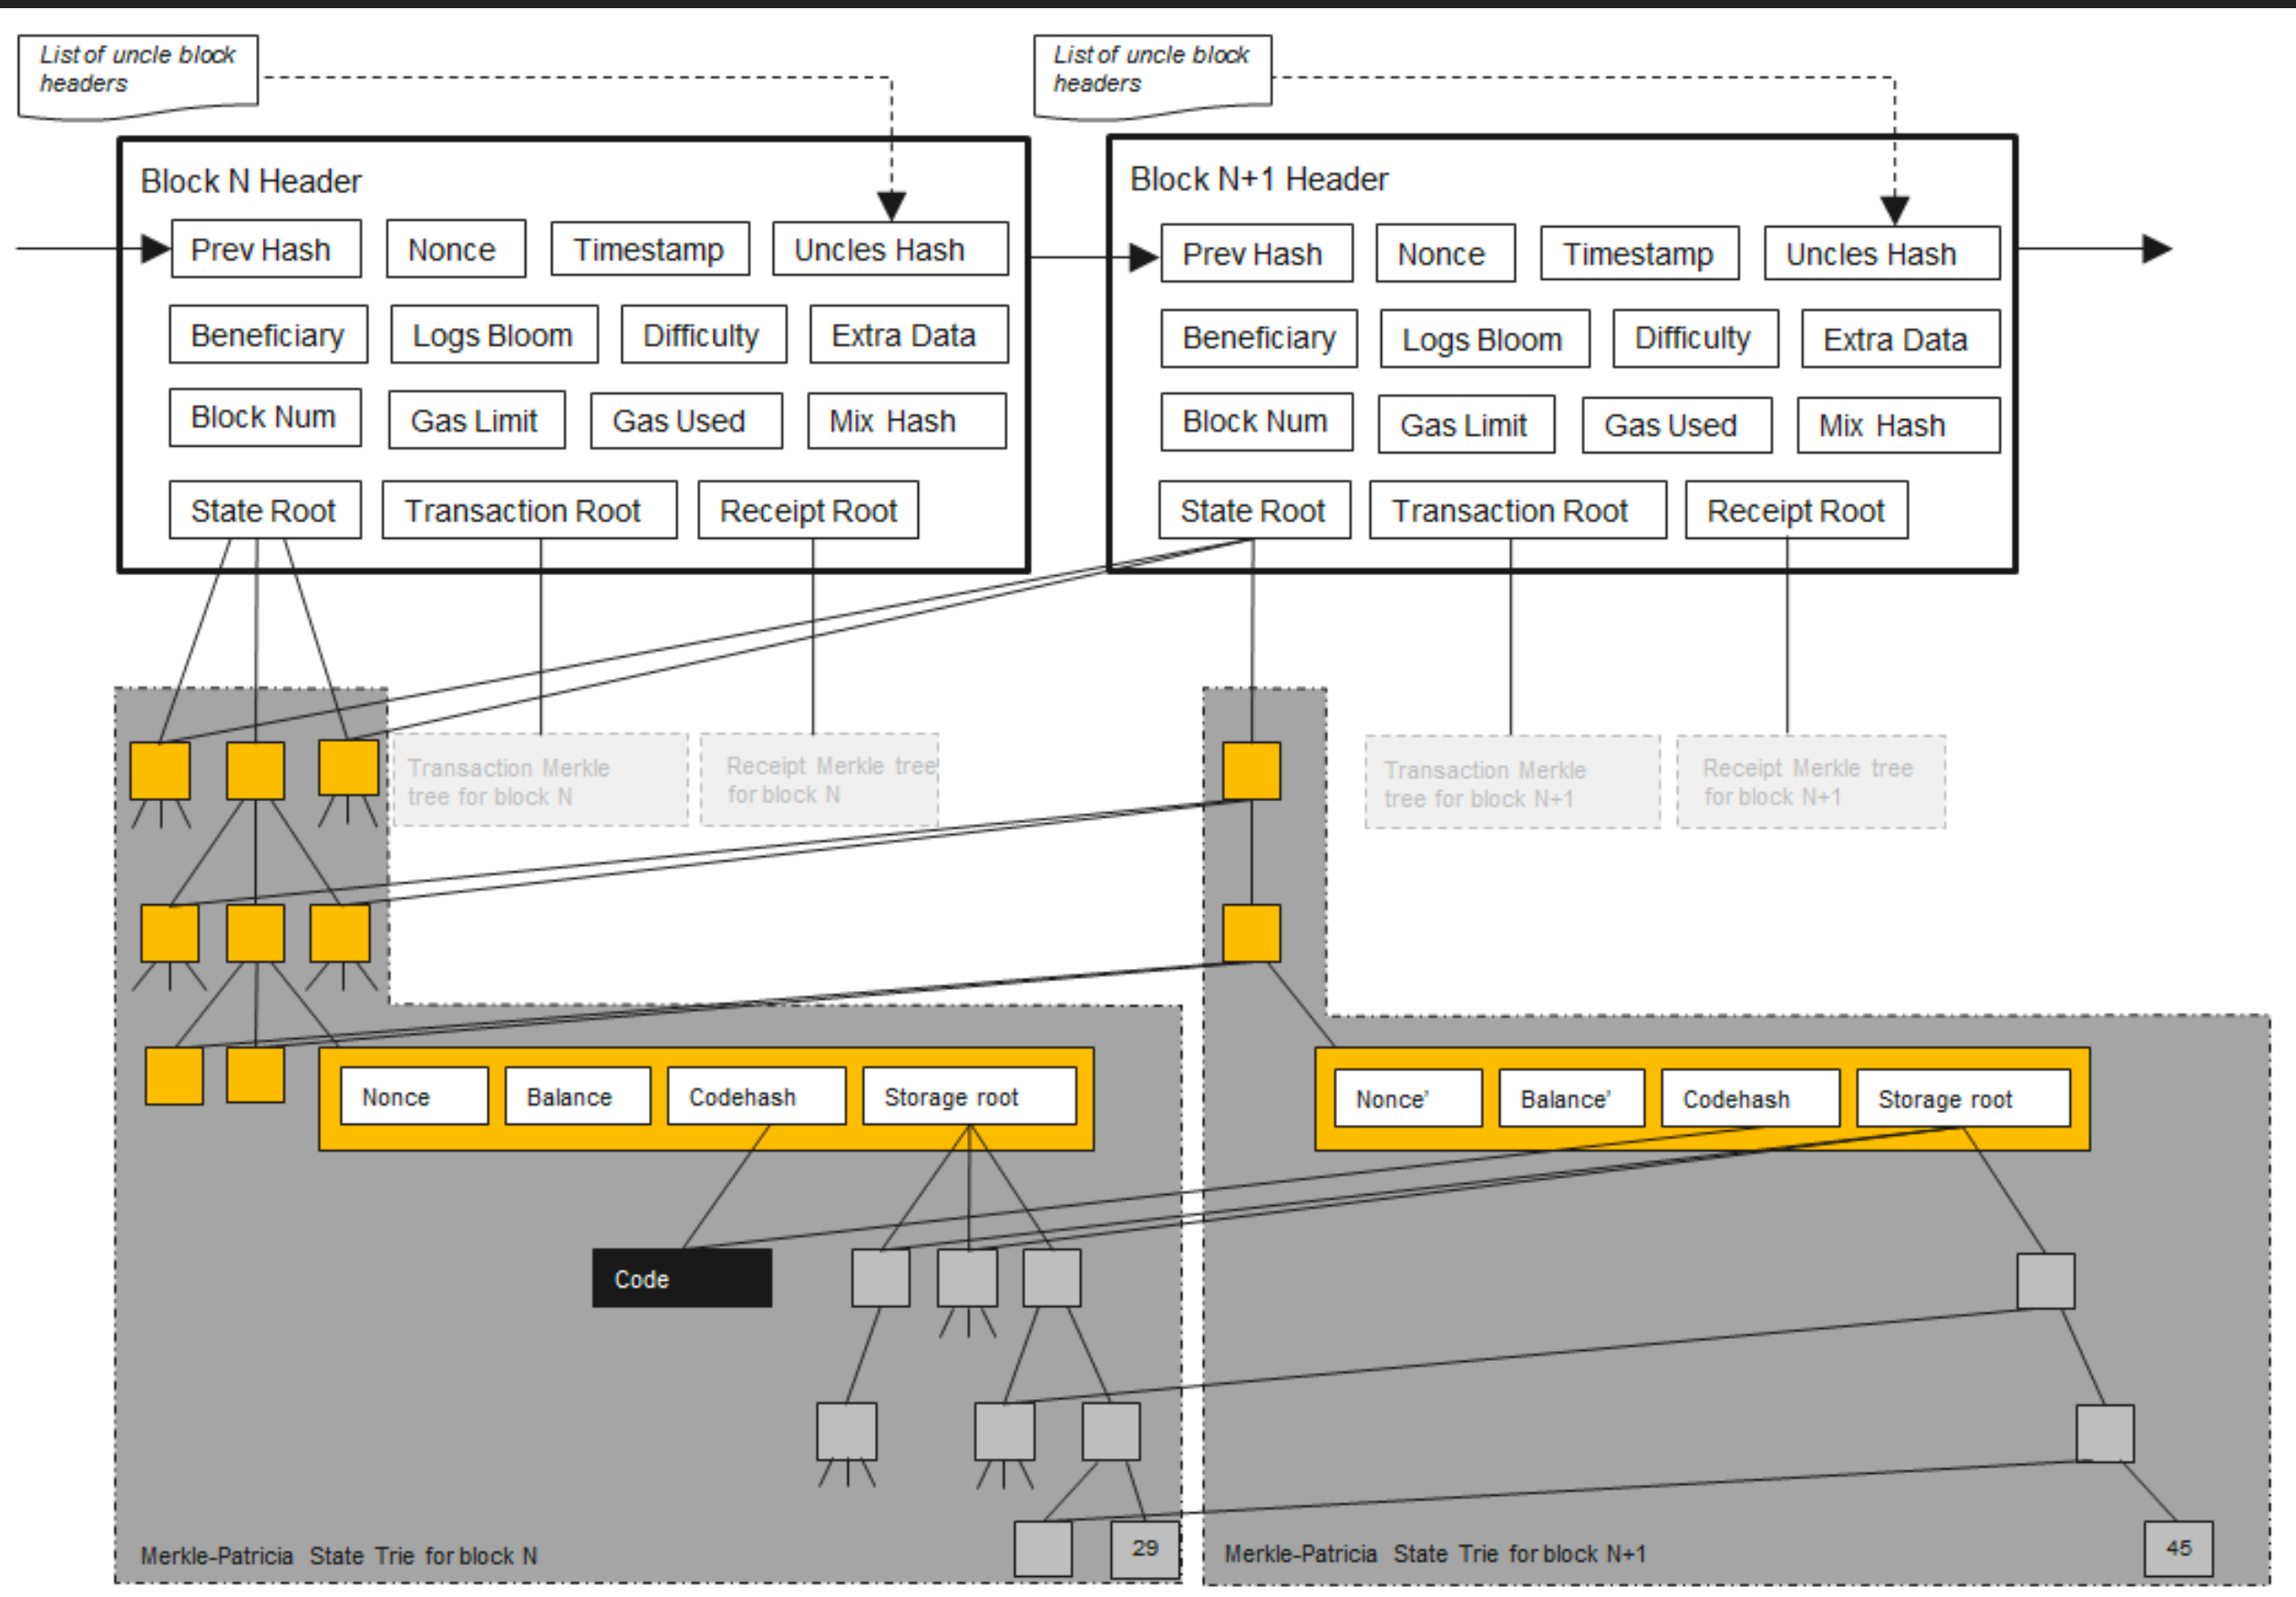 List of uncle block
headers
List of uncle block
headers
Block N Header
Prev Hash
Nonce
Timestamp
Uncles Hash
Beneficiary
Logs Bloom
Difficulty
Extra Data
Block Num
Gas Limit
Gas Used
Mix Hash
State Root
Transaction Root
Receipt Root
Block N+1 Header
Prev Hash
Nonce
Timestamp
Uncles Hash
Beneficiary
Logs Bloom
Difficulty
Extra Data
Block Num
Gas Limit
Gas Used
Mix Hash
State Root
Transaction Root
Receipt Root
Transaction Merkle
tree for block N
Receipt Merkle tree
for block N
Transaction Merkle
tree for block N+1
Receipt Merkle tree
for block N+1
Nonce
Balance
Codehash
Storage root
Nonce’
Balance’
Codehash
Storage root
Code
29
45
Merkle-Patricia State Trie for block N
Merkle-Patricia State Trie for block N+1